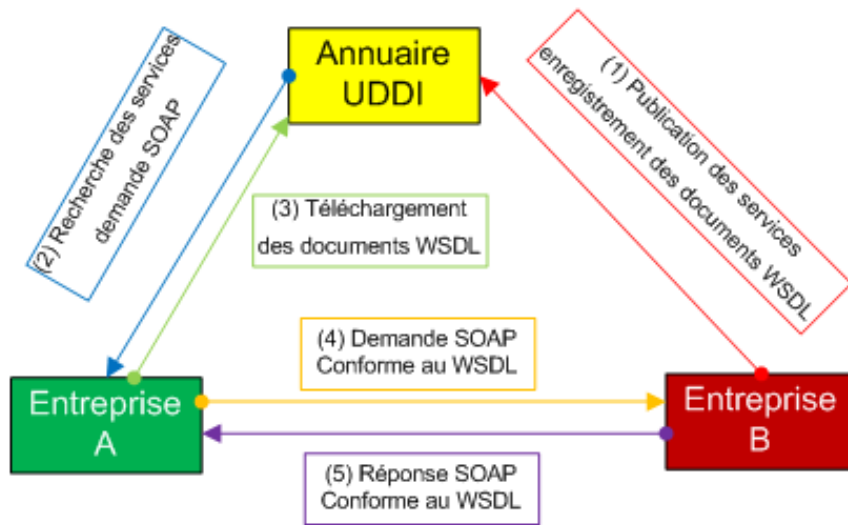 Annuaire
UDDI
(1) Publication des services
enregistrement des documents WSDL
(2) Recherche des services
demande SOAP
(3) Téléchargement
des documents WSDL
(4) Demande SOAP
Conforme au WSDL
Entreprise
A
Entreprise
B
(5) Réponse SOAP
Conforme au WSDL